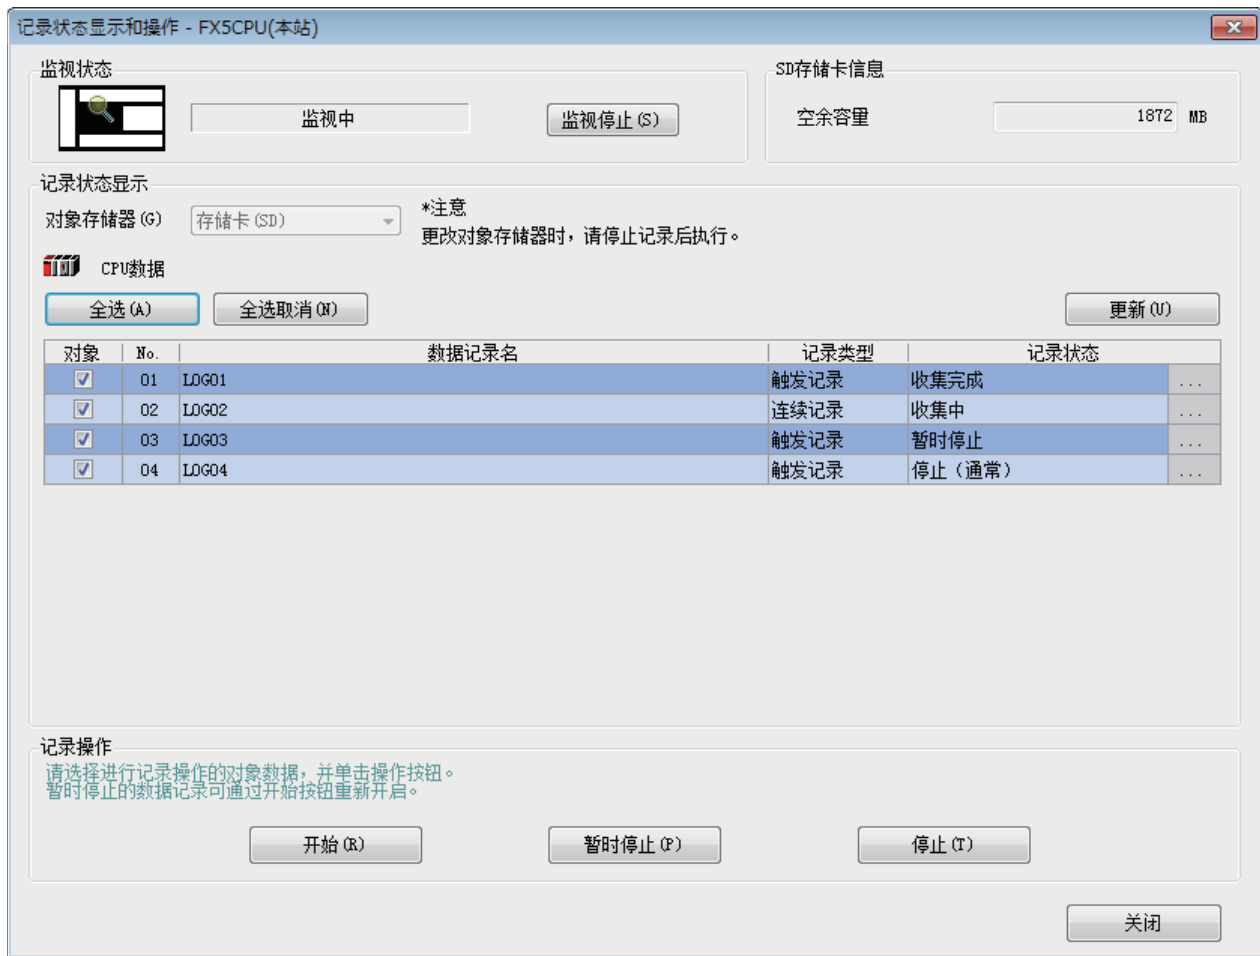 记录状态显示和操作 - FX5CPU(本站)
监视状态
监视中
监视停止(S)
SD存储卡信息
空余容量
1872 MB
记录状态显示
对象存储器(G)
存储卡(SD)
*注意
更改对象存储器时，请停止记录后执行。
CPU数据
全选(A)
全选取消(N)
更新(U)
对象 No. 数据记录名 记录类型 记录状态
01 LOG01 触发记录 收集完成 ...
02 LOG02 连续记录 收集中 ...
03 LOG03 触发记录 暂时停止 ...
04 LOG04 触发记录 停止（通常） ...
记录操作
请选择进行记录操作的对象数据，并单击操作按钮。
暂时停止的数据记录可通过开始按钮重新开启。
开始(R)
暂时停止(P)
停止(T)
关闭